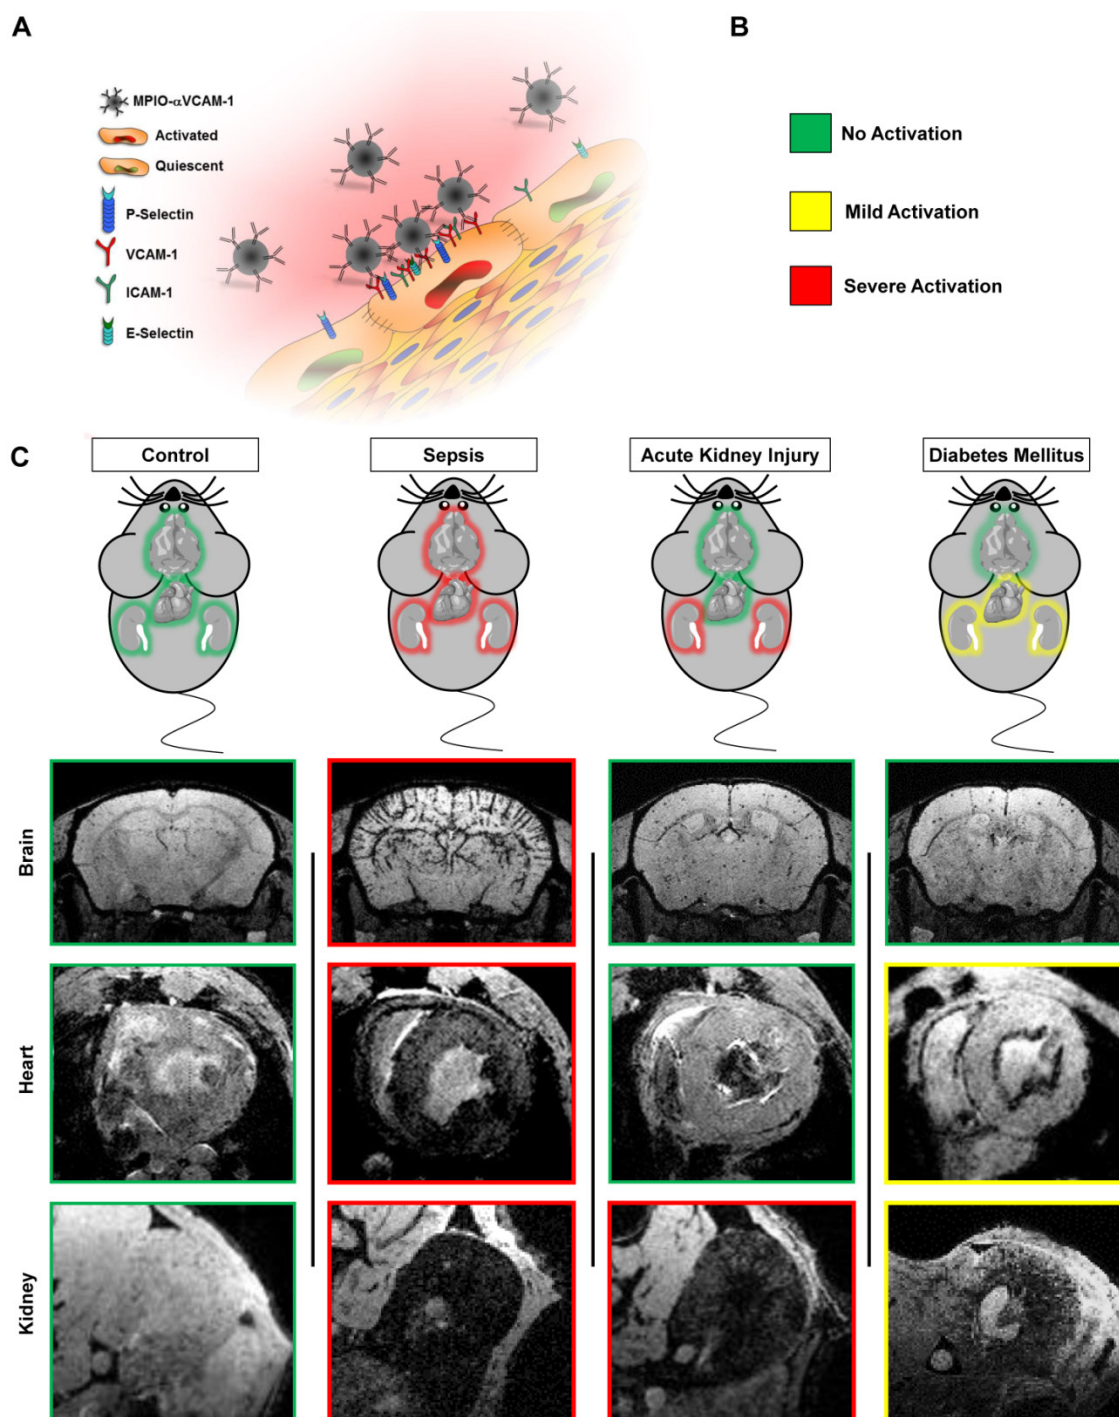 A
MPIO-αVCAM-1
Activated
Quiescent
P-Selectin
VCAM-1
ICAM-1
E-Selectin
B
No Activation
Mild Activation
Severe Activation
C
Control
Sepsis
Acute Kidney Injury
Diabetes Mellitus
Brain
Heart
Kidney